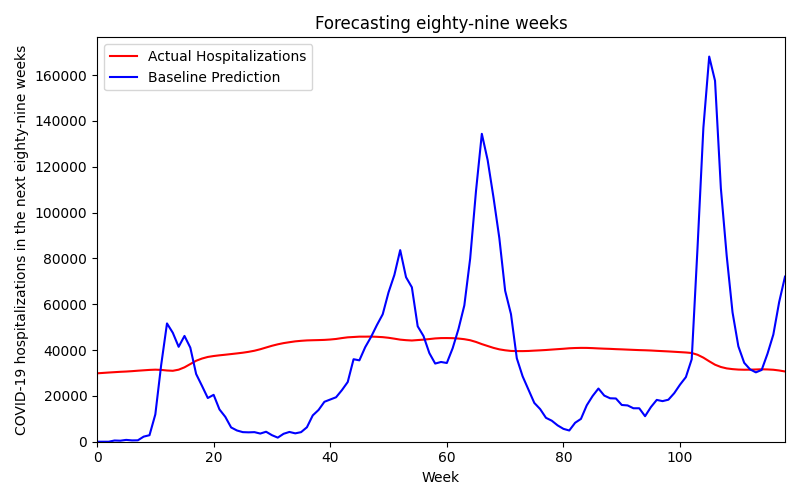 Forecasting eighty-nine weeks
Actual Hospitalizations
Baseline Prediction
COVID-19 hospitalizations in the next eighty-nine weeks
160000
140000
120000
100000
80000
60000
40000
20000
0
0 20 40 60 80 100
Week